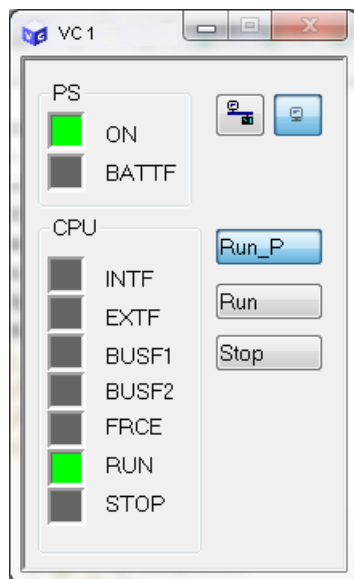 VC 1
PS
ON
BATTF
CPU
INTF
EXTF
BUSF1
BUSF2
FRCE
RUN
STOP
Run_P
Run
Stop